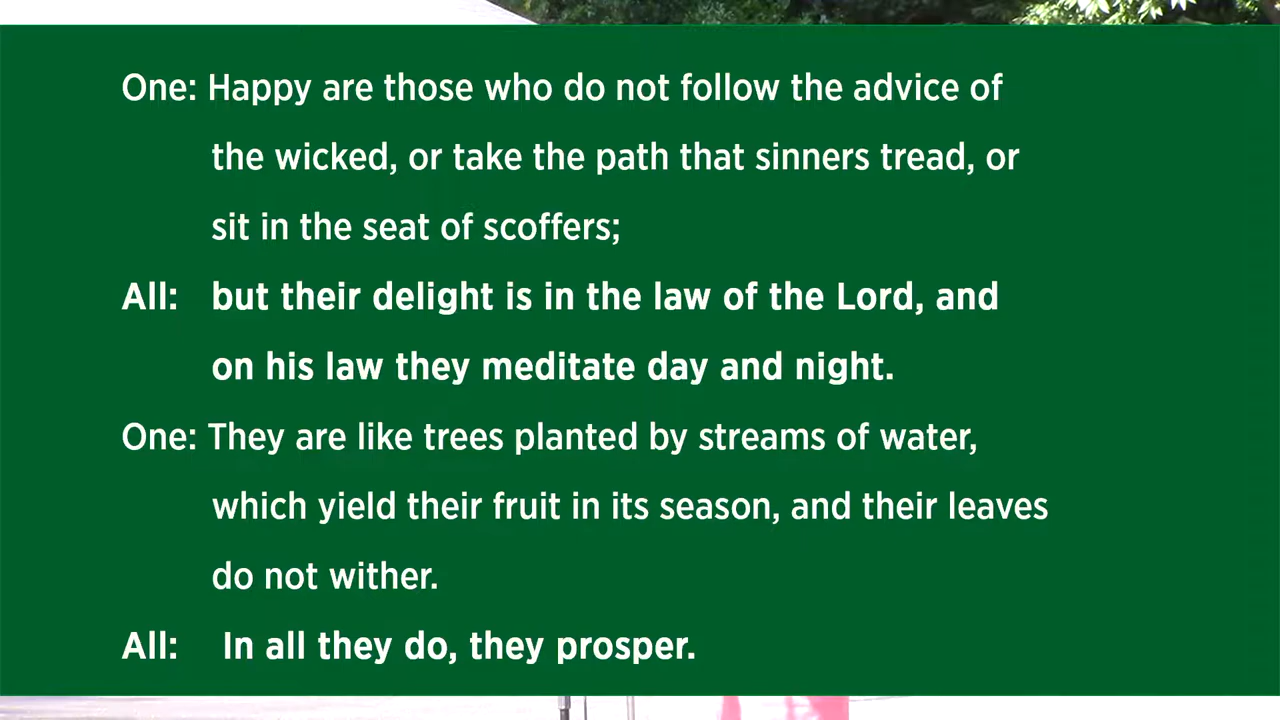 One: Happy are those who do not follow the advice of
the wicked, or take the path that sinners tread, or
sit in the seat of scoffers;
All: but their delight is in the law of the Lord, and
on his law they meditate day and night.
One: They are like trees planted by streams of water,
which yield their fruit in its season, and their leaves
do not wither.
All: In all they do, they prosper.